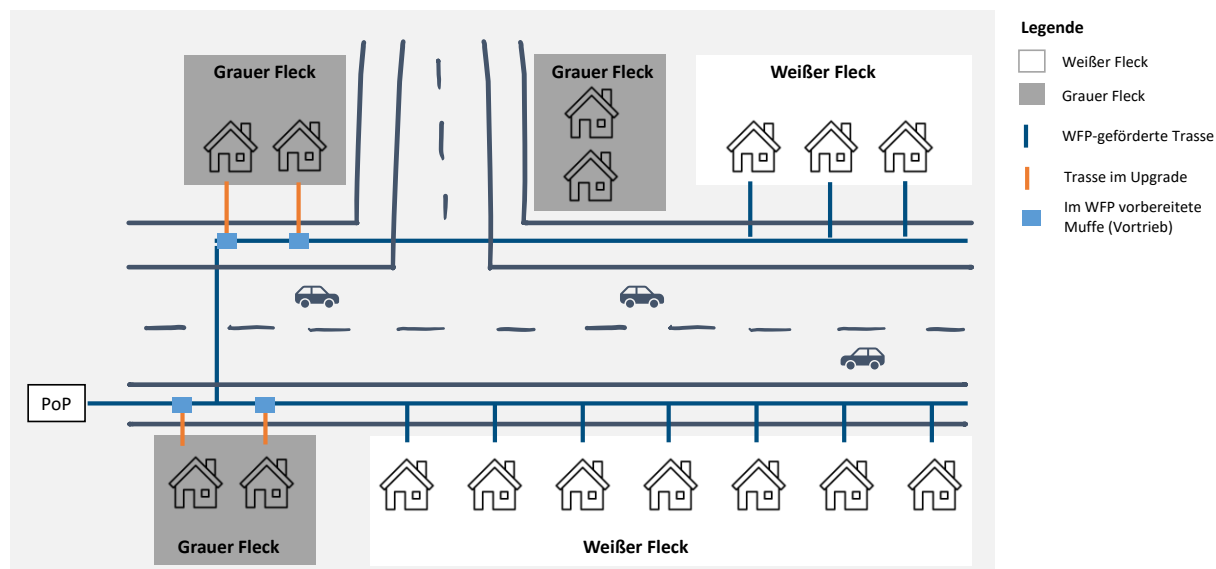 Grauer Fleck
Grauer Fleck
Weißer Fleck
PoP
Grauer Fleck
Weißer Fleck
Legende
Weißer Fleck
Grauer Fleck
WFP-geförderte Trasse
Trasse im Upgrade
Im WFP vorbereitete
Muffe (Vortrieb)